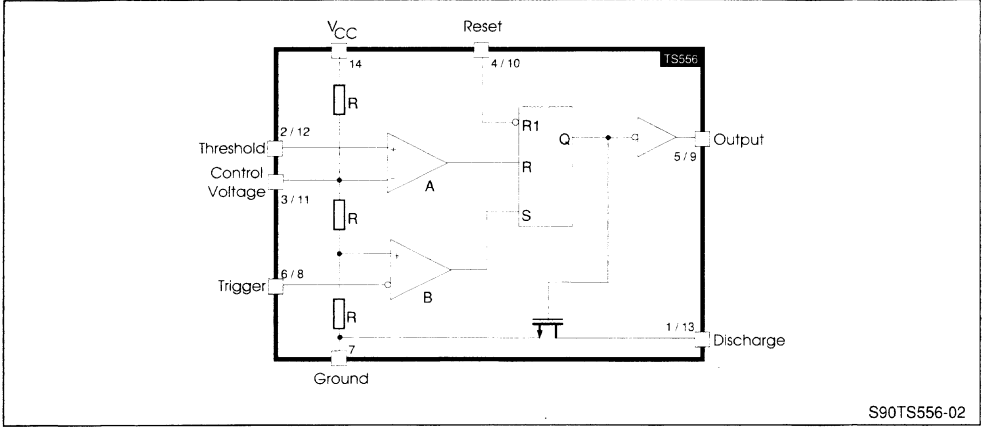 VCC
Reset
14
4 / 10
TS556
R
2 / 12
Threshold
+
-
A
Control
Voltage
3 / 11
R1
Q
R
S
Output
5 / 9
R
+
B
6 / 8
Trigger
R
1 / 13
Discharge
7
Ground
S90TS556-02